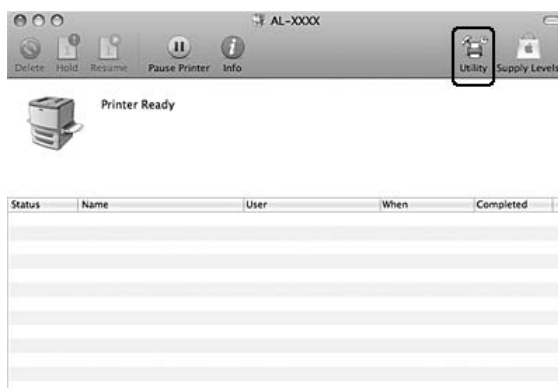 AL-XXXX
Delete Hold Resume Pause Printer Info Utility Supply Levels
Printer Ready
Status Name User When Completed